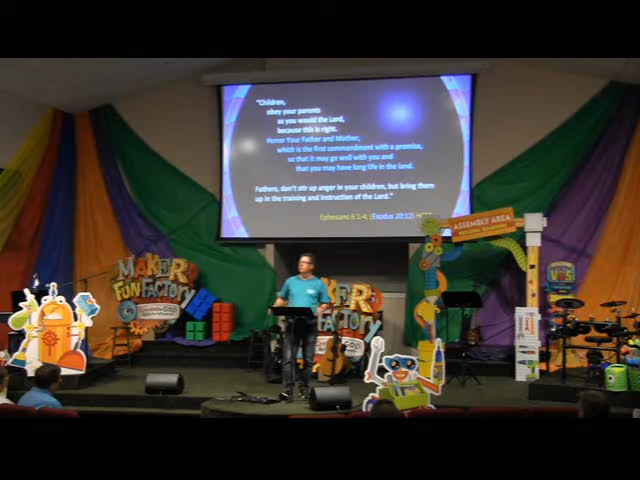 "Children,
obey your parents
as you would the Lord,
because this is right.
Honor Your Father and Mother,
which is the first commandment with a promise,
so that it may go well with you and
that you may have long life in the land.
Fathers, don't stir up anger in your children, but bring them
up in the training and instruction of the Lord."
Ephesians 6:1-4; (Exodus 20:12)
ASSEMBLY AREA
MAKER
FUN FACTORY
MAKER
FACTORY
VBS